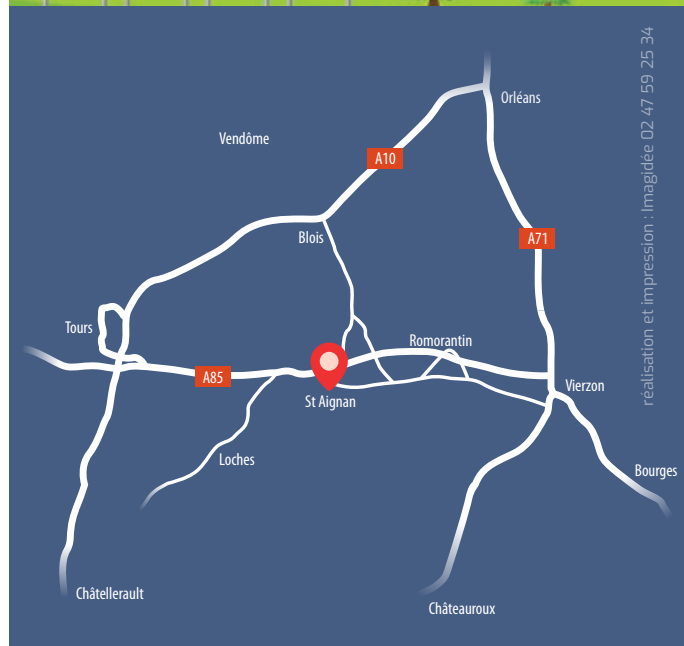 Orléans
Vendôme
A10
Blois
A71
Tours
Romorantin
A85
Vierzon
St Aignan
Loches
Bourges
Châtellerault
Châteauroux
réalisation et impression : Imagidée 02 47 59 25 34